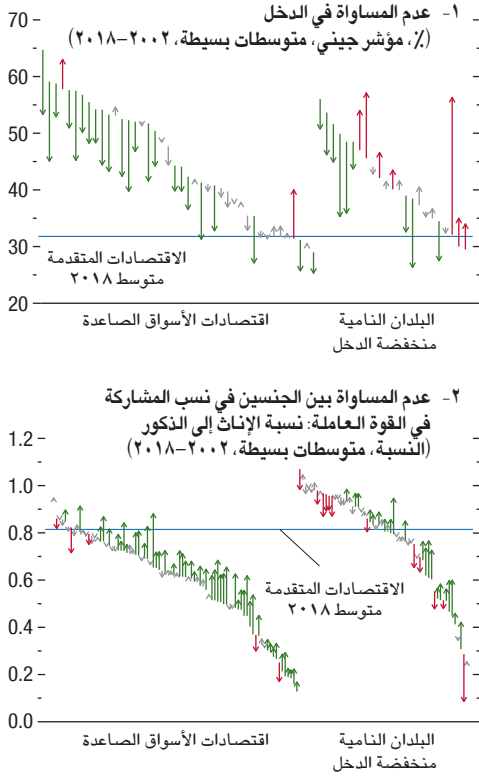 ١- عدم المساواة في الدخل
(٪، مؤشر جيني، متوسطات بسيطة، ٢٠٠٢-٢٠١٨)
70
60
50
40
30
20
الاقتصادات المتقدمة
متوسط ٢٠١٨
اقتصادات الأسواق الصاعدة
البلدان النامية
منخفضة الدخل
٢- عدم المساواة بين الجنسين في نسب المشاركة
في القوة العاملة: نسبة الإناث إلى الذكور
(النسبة، متوسطات بسيطة، ٢٠٠٢-٢٠١٨)
1.2
1.0
0.8
0.6
0.4
0.2
0.0
الاقتصادات المتقدمة
متوسط ٢٠١٨
اقتصادات الأسواق الصاعدة
البلدان النامية
منخفضة الدخل